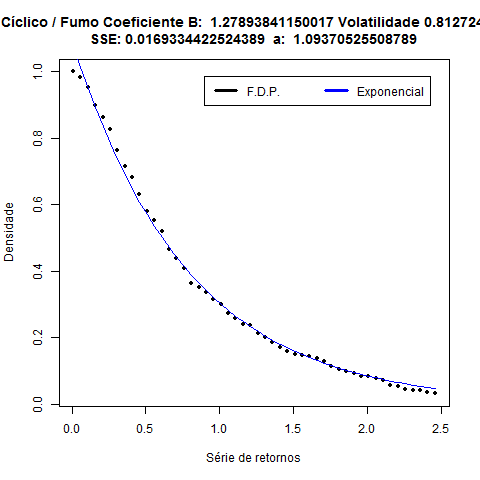 Cíclico / Fumo Coeficiente B: 1.27893841150017 Volatilidade 0.812724
SSE: 0.0169334422524389 a: 1.09370525508789
F.D.P.
Exponencial
Densidade
1.0
0.8
0.6
0.4
0.2
0.0
0.0 0.5 1.0 1.5 2.0 2.5
Série de retornos